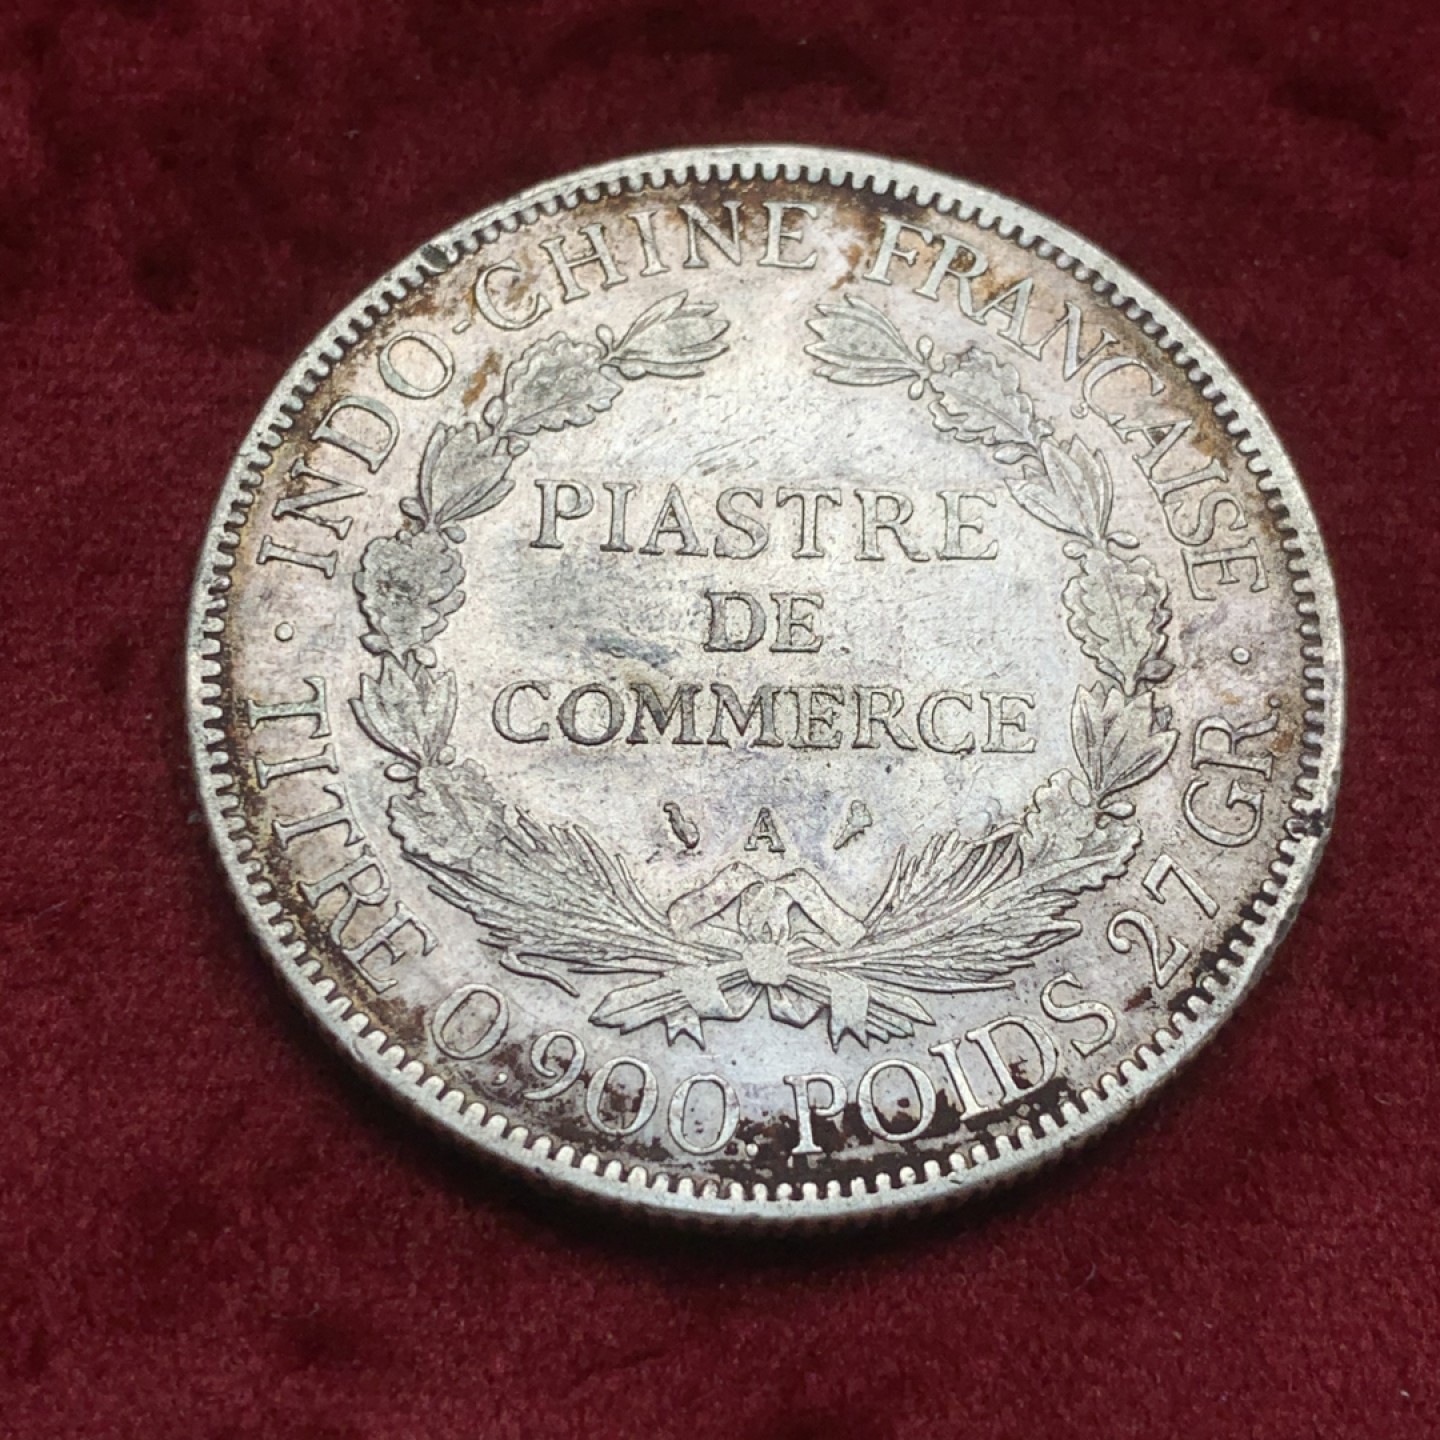 INDO-CHINE FRANÇAISE
PIASTRE
DE
COMMERCE
A
· TITRE 0,900. POIDS 27 GR. ·